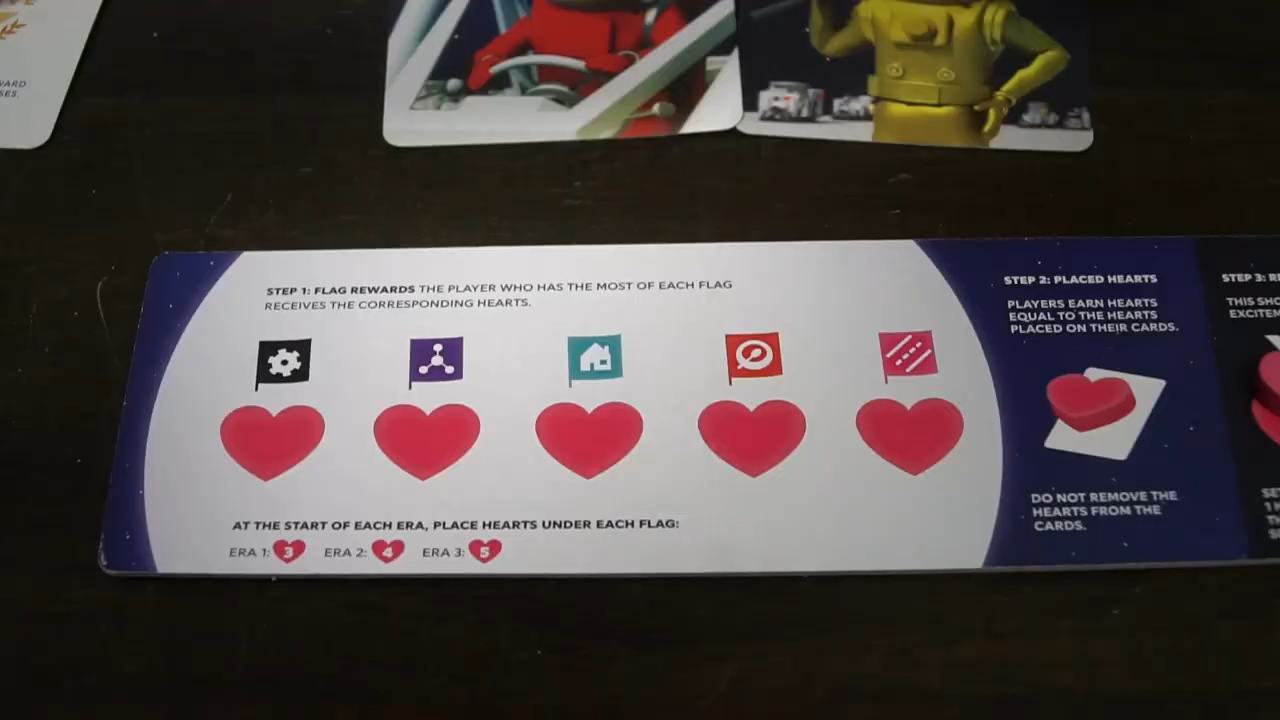 STEP 1: FLAG REWARDS THE PLAYER WHO HAS THE MOST OF EACH FLAG
RECEIVES THE CORRESPONDING HEARTS.
AT THE START OF EACH ERA, PLACE HEARTS UNDER EACH FLAG:
ERA 1: 3 ERA 2: 4 ERA 3: 5
STEP 2: PLACED HEARTS
PLAYERS EARN HEARTS
EQUAL TO THE HEARTS
PLACED ON THEIR CARDS.
DO NOT REMOVE THE
HEARTS FROM THE
CARDS.
STEP 3: